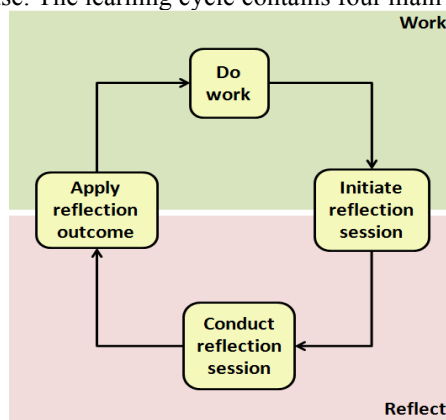 use. The learning cycle contains four main
Work
Do
work
Apply
reflection
outcome
Initiate
reflection
session
Conduct
reflection
session
Reflect